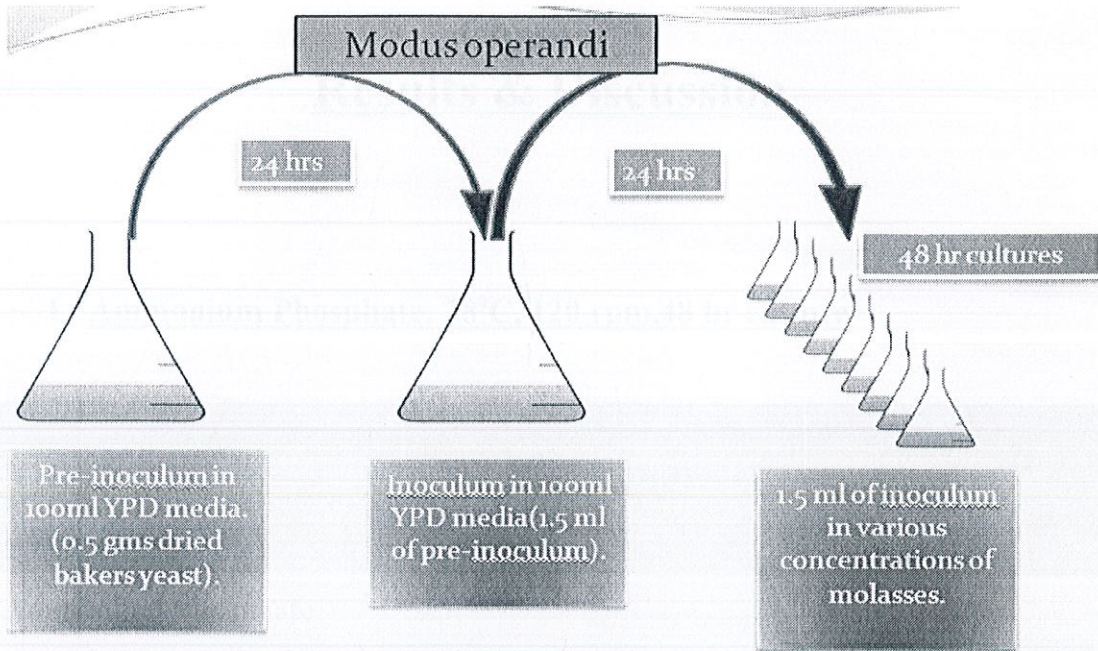 Modus operandi
24 hrs
24 hrs
48 hr cultures
Pre-inoculum in
100ml YPD media.
(0.5 gms dried
bakers yeast).
Inoculum in 100ml
YPD media(1.5 ml
of pre-inoculum).
1.5 ml of inoculum
in various
concentrations of
molasses.